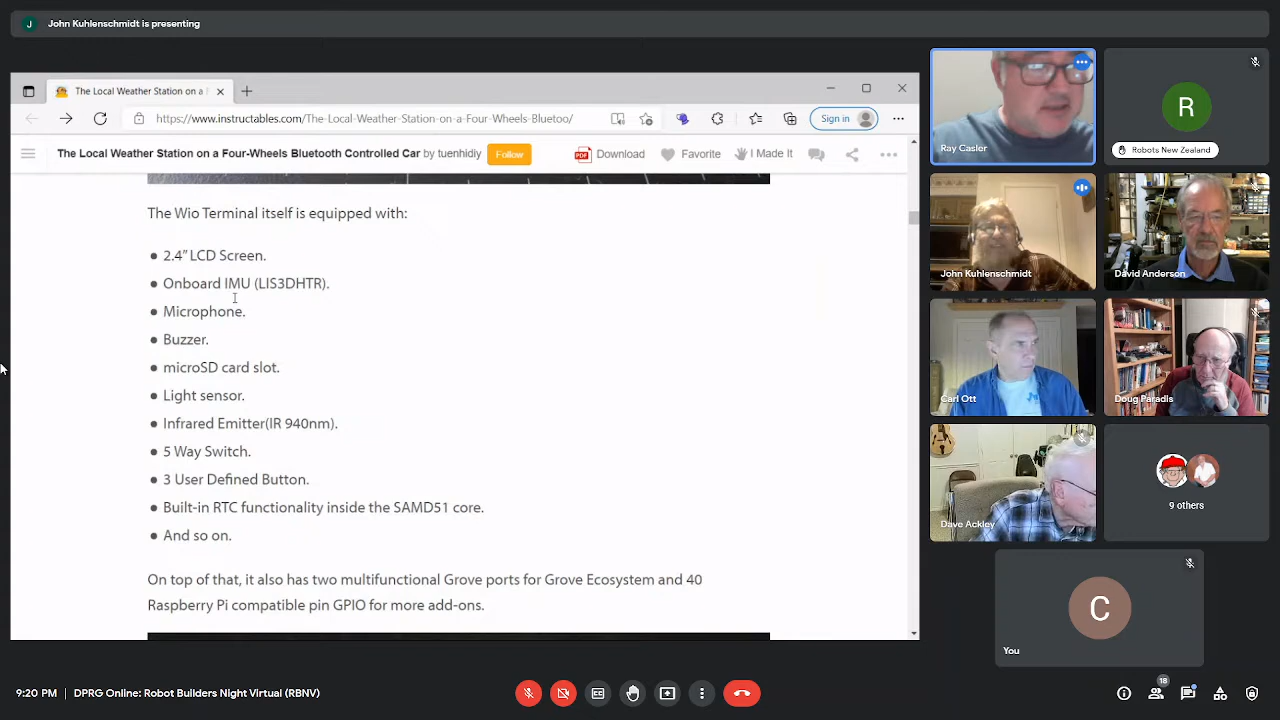 J
John Kuhlenschmidt is presenting
The Local Weather Station on a
https://www.instructables.com/The-Local-Weather-Station-on-a-Four-Wheels-Bluetoo/
Sign in
The Local Weather Station on a Four-Wheels Bluetooth Controlled Car by tuenhidiy
Follow
PDF
Download
Favorite
I Made It
The Wio Terminal itself is equipped with:
2.4” LCD Screen.
Onboard IMU (LIS3DHTR).
Microphone.
Buzzer.
microSD card slot.
Light sensor.
Infrared Emitter(IR 940nm).
5 Way Switch.
3 User Defined Button.
Built-in RTC functionality inside the SAMD51 core.
And so on.
On top of that, it also has two multifunctional Grove ports for Grove Ecosystem and 40
Raspberry Pi compatible pin GPIO for more add-ons.
Ray Casler
R
Robots New Zealand
John Kuhlenschmidt
David Anderson
Carl Ott
Doug Paradis
Dave Ackley
9 others
C
You
9:20 PM | DPRG Online: Robot Builders Night Virtual (RBNV)
18